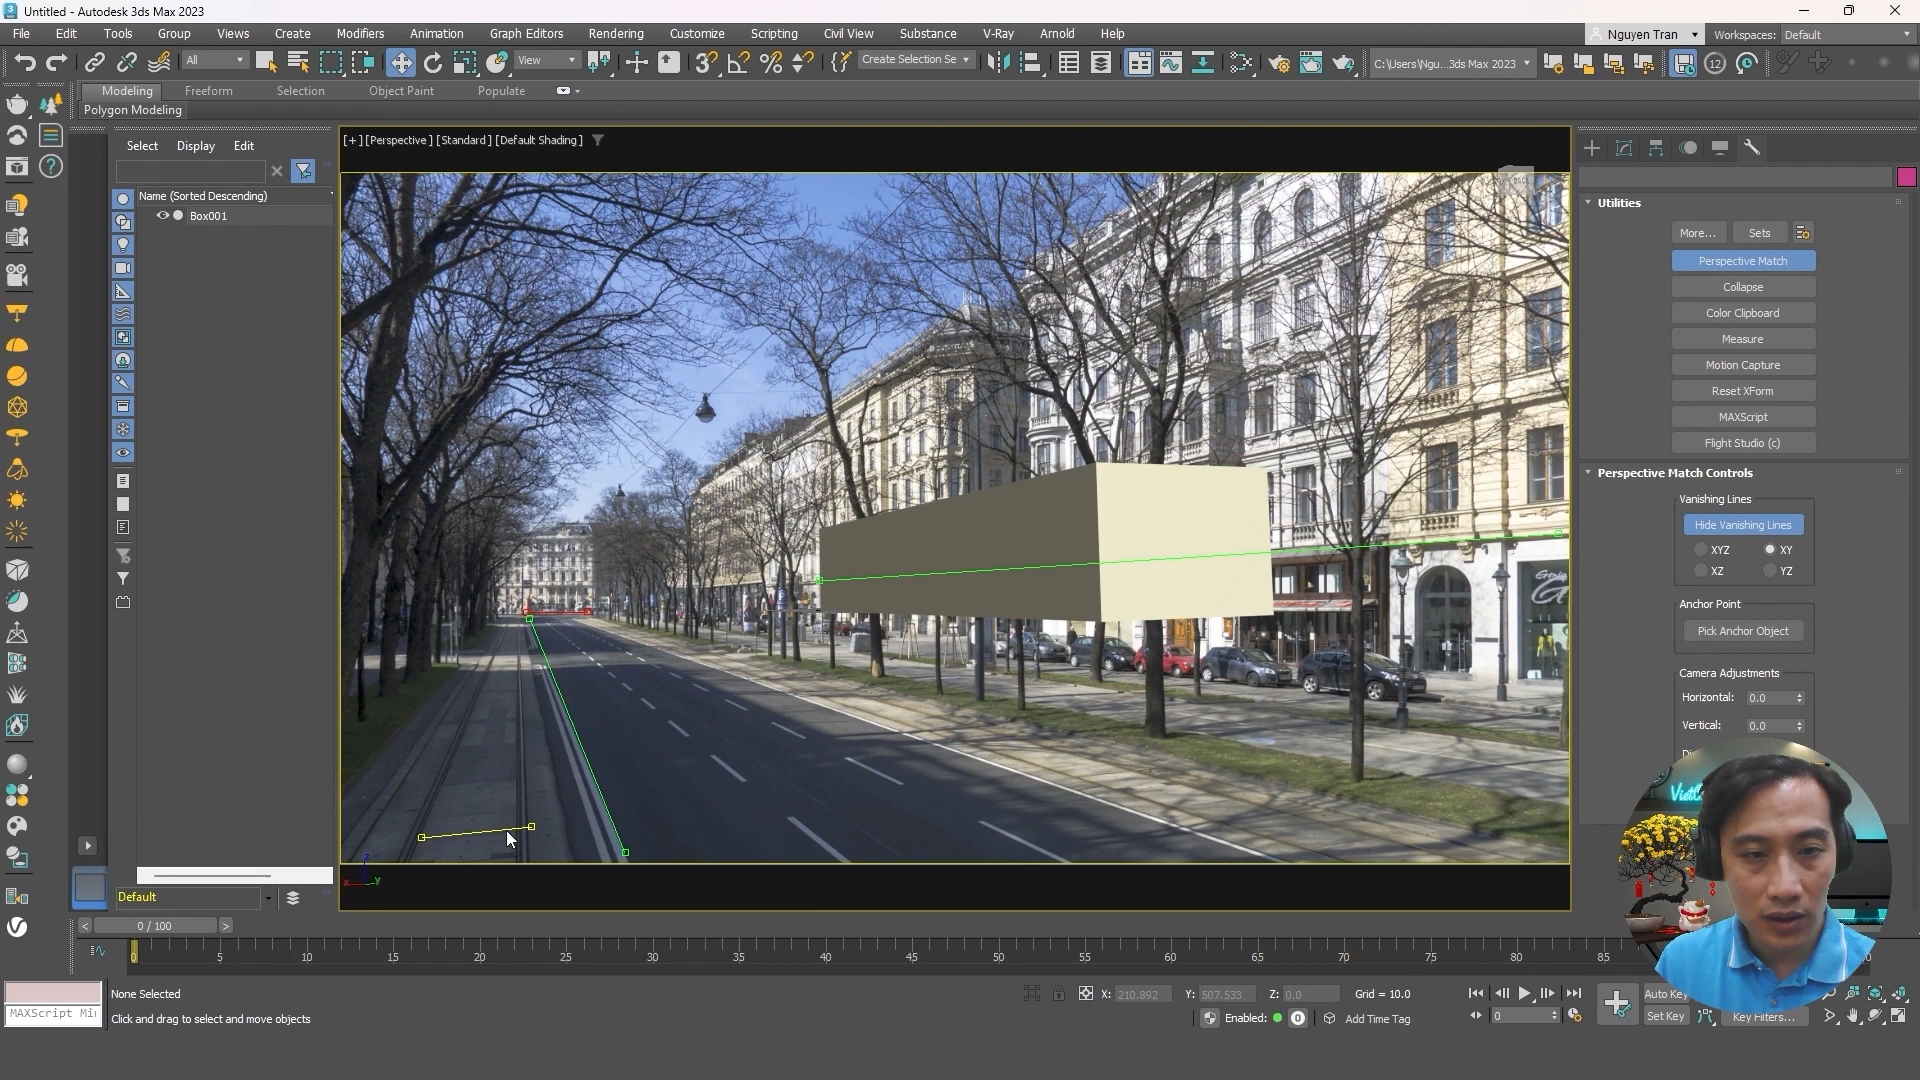 Untitled - Autodesk 3ds Max 2023
File Edit Tools Group Views Create Modifiers Animation Graph Editors Rendering Customize Scripting Civil View Substance V-Ray Arnold Help
Nguyen Tran
Workspaces: Default
All
View
Create Selection Se
C:\Users\Ngu...3ds Max 2023
12
Modeling Freeform Selection Object Paint Populate
Polygon Modeling
Select Display Edit
Name (Sorted Descending)
Box001
[+] [Perspective] [Standard] [Default Shading]
Utilities
More... Sets
Perspective Match
Collapse
Color Clipboard
Measure
Motion Capture
Reset XForm
MAXScript
Flight Studio (c)
Perspective Match Controls
Vanishing Lines
Hide Vanishing Lines
XYZ XY
XZ YZ
Anchor Point
Pick Anchor Object
Camera Adjustments
Horizontal: 0.0
Vertical: 0.0
z
x y
Default
0 / 100
0 5 10 15 20 25 30 35 40 45 50 55 60 65 70 75 80 85
None Selected
X: 210.892 Y: 507.533 Z: 0.0 Grid = 10.0
Auto Key
MAXScript Mi
Click and drag to select and move objects
Enabled: 0 Add Time Tag
0
Set Key Key Filters...